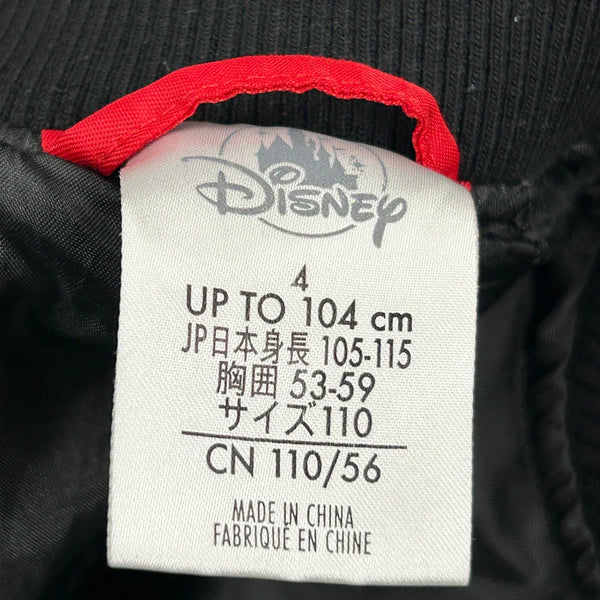 Disney
4
UP TO 104 cm
JP日本身長 105-115
胸囲 53-59
サイズ110
CN 110/56
MADE IN CHINA
FABRIQUÉ EN CHINE